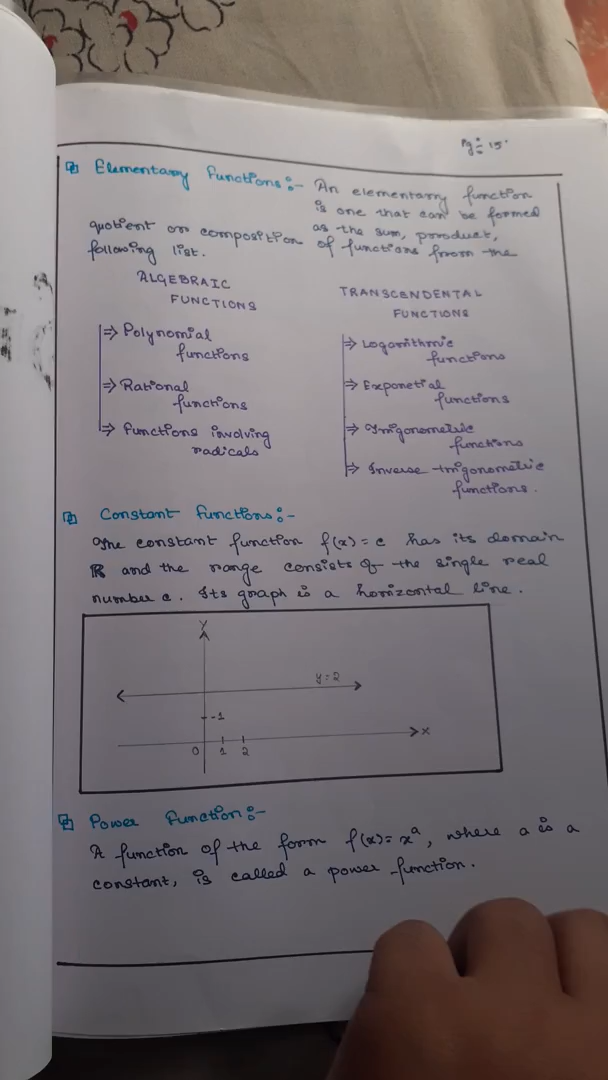 Pg:- 15.
Elementary Functions:- An elementary function
is one that can be formed
as the sum, product,
quotient or composition of functions from the
following list.
ALGEBRAIC
FUNCTIONS
⇒ Polynomial
functions
⇒ Rational
functions
⇒ Functions involving
radicals
TRANSCENDENTAL
FUNCTIONS
⇒ Logarithmic
functions
⇒ Exponetial
functions
⇒ Trigonometric
functions
⇒ Inverse trigonometric
functions.
Constant Functions:-
The constant function f(x) = c has its domain
R and the range consists of the single real
number c. Its graph is a horizontal line.
Y
y = 2
-1
X
0 1 2
Power Function:-
A function of the form f(x) = xᵃ, where a is a
constant, is called a power function.